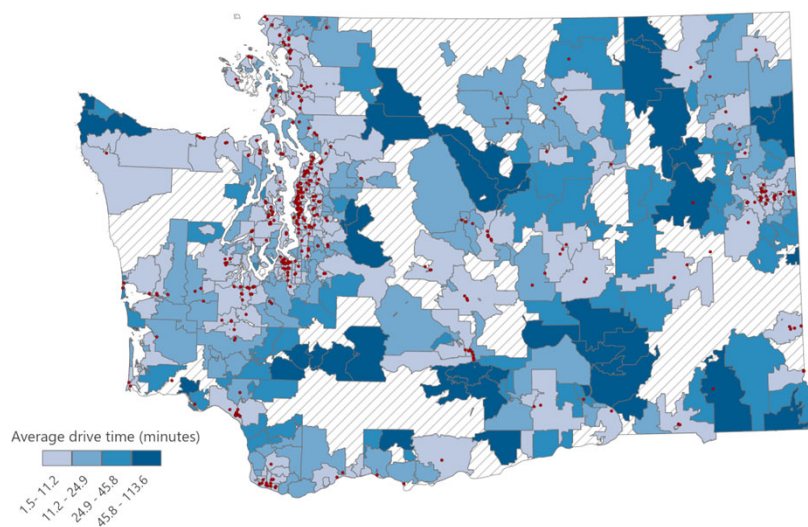 Average drive time (minutes)
1.5- 11.2
11.2 - 24.9
24.9 - 45.8
45.8 - 113.6